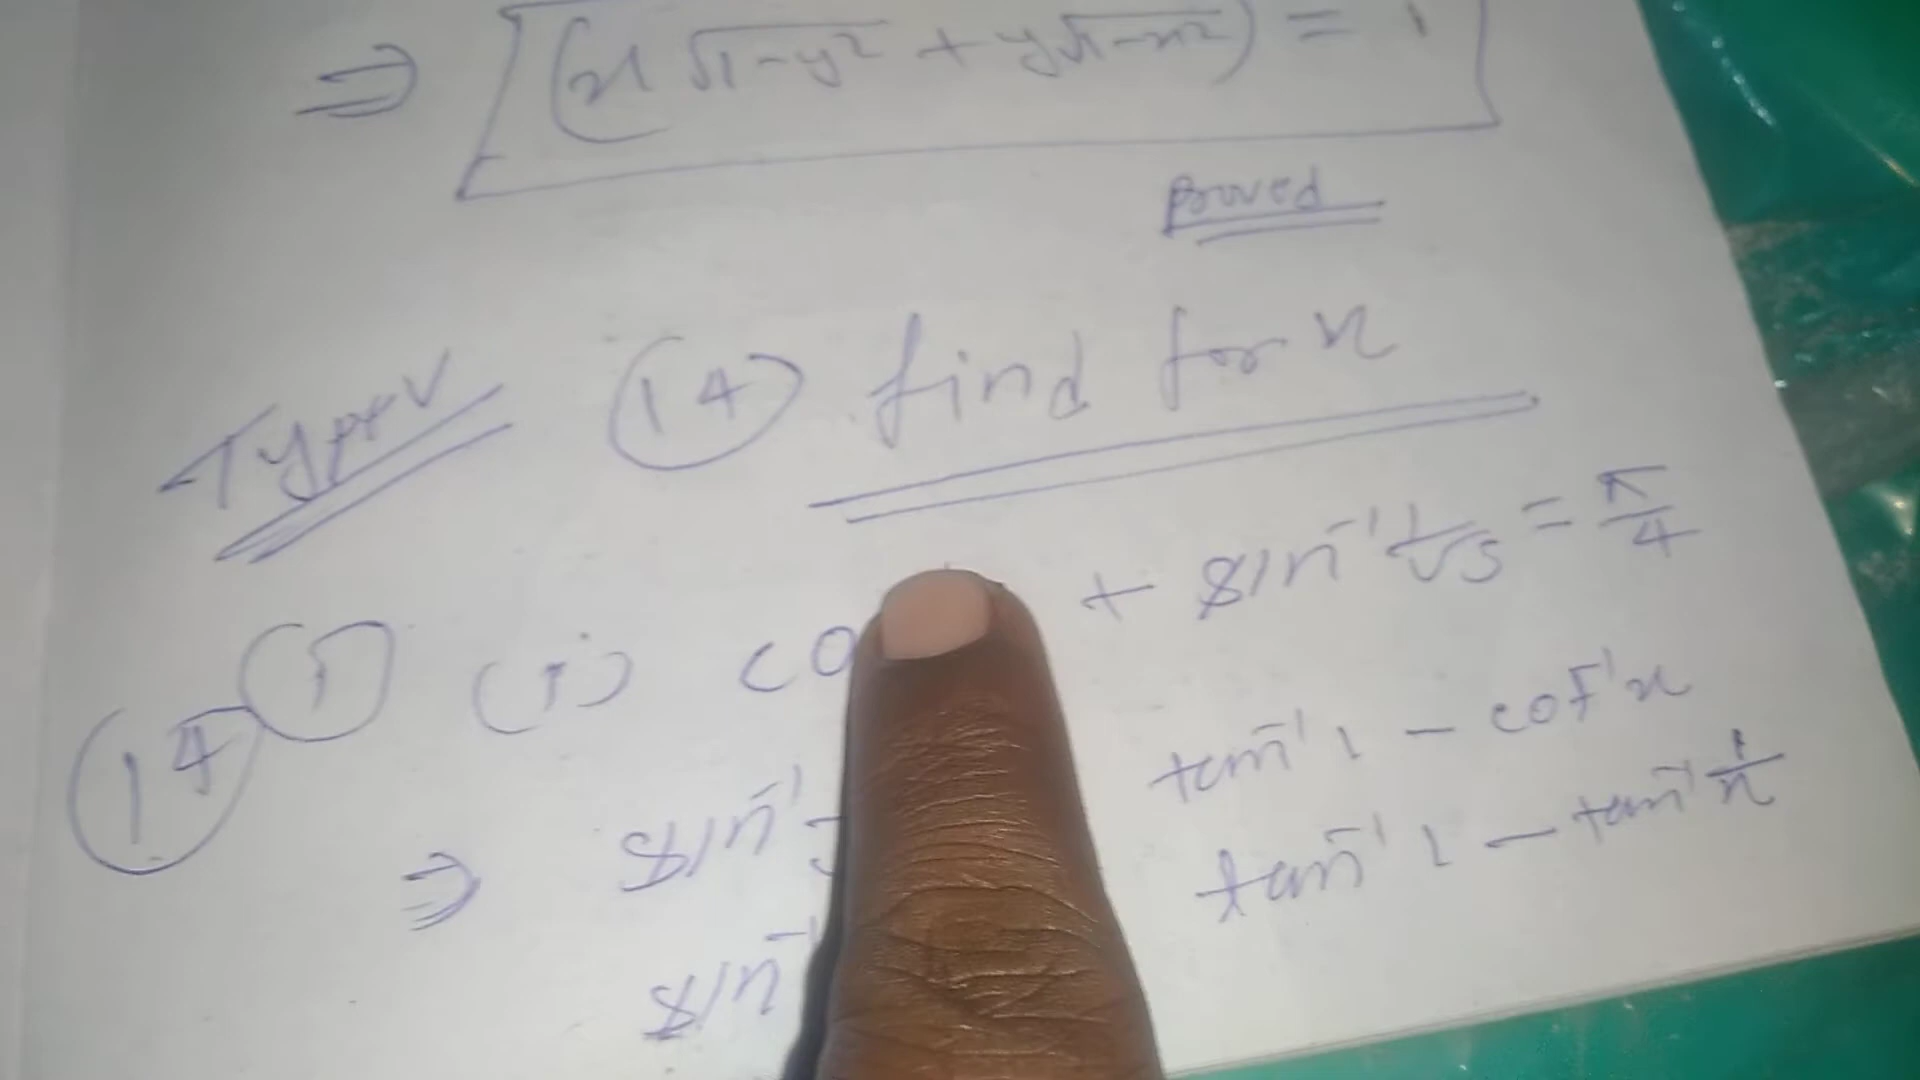 ⇒ (x √1-y² + y√1-x²) = 1
Proved
Type V (14) find for x
(14) (1) (i) co + sin⁻¹ 1/√5 = π/4
⇒ sin⁻¹ tan⁻¹ 1 - cot⁻¹ x
sin⁻¹ tan⁻¹ 1 - tan⁻¹ 1/x